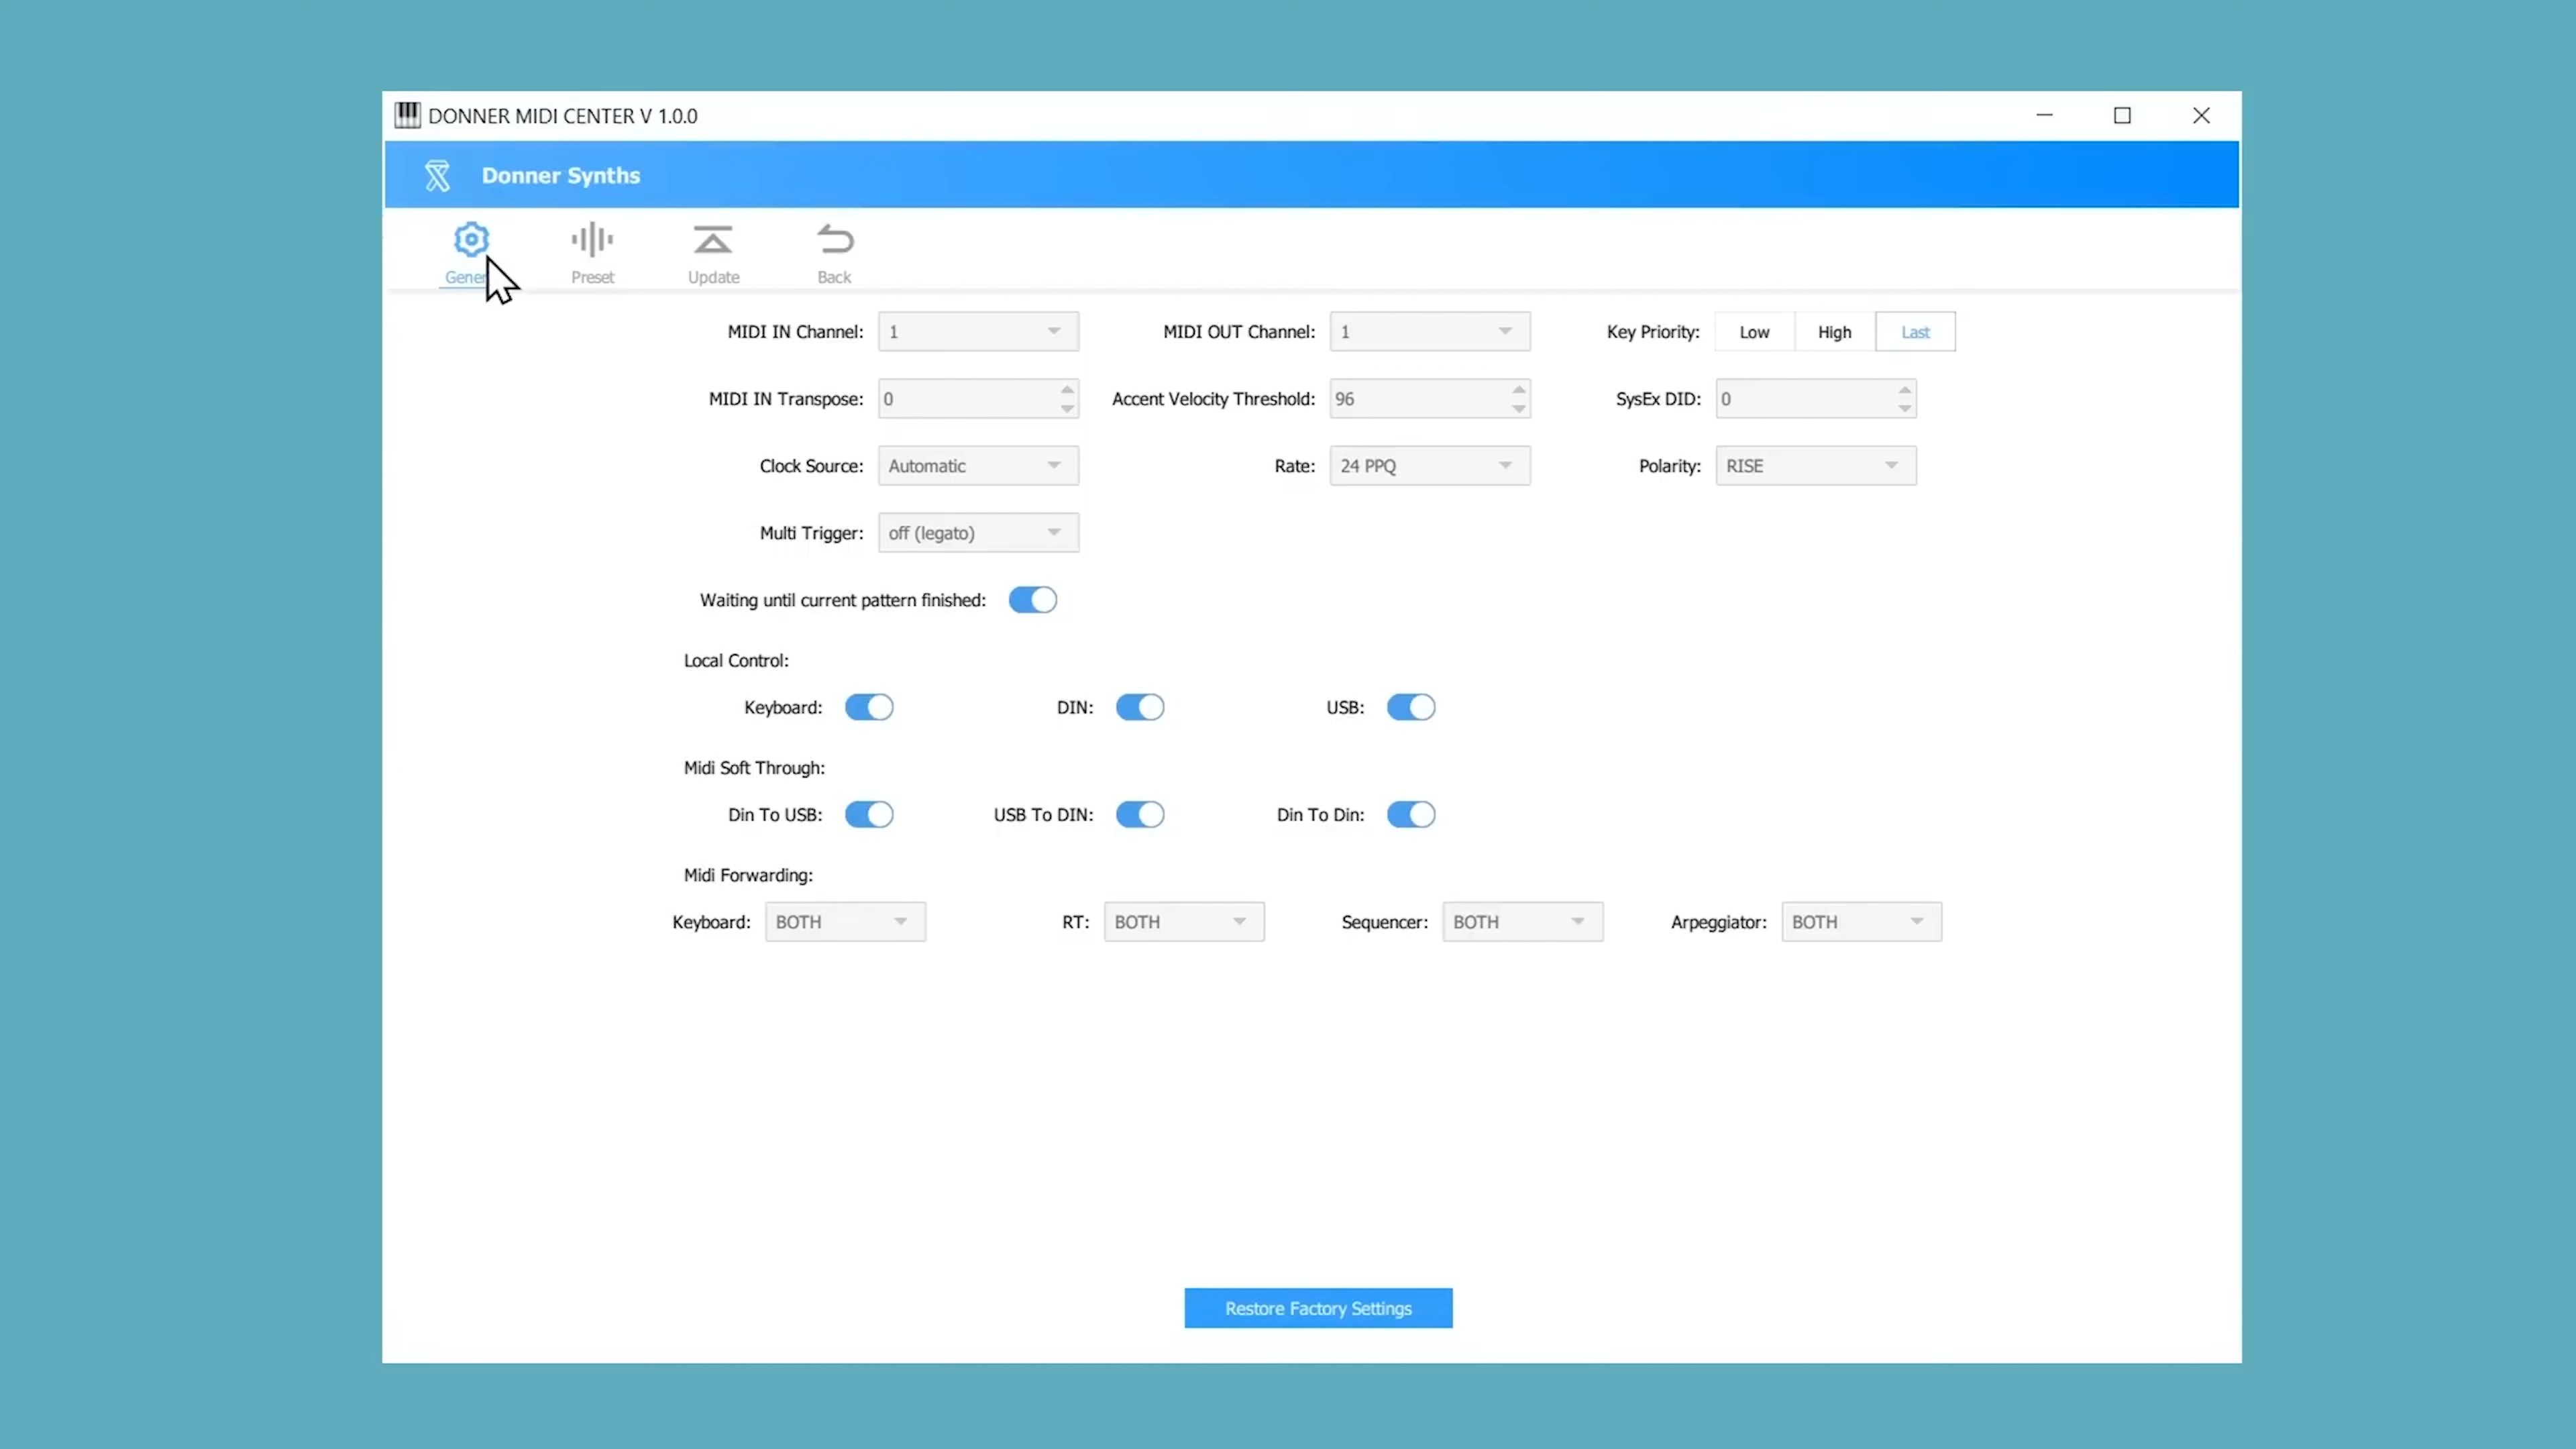 DONNER MIDI CENTER V 1.0.0
Donner Synths
Preset Update Back
MIDI IN Channel: 1 MIDI OUT Channel: 1 Key Priority: Low High Last
MIDI IN Transpose: 0 Accent Velocity Threshold: 96 SysEx DID: 0
Clock Source: Automatic Rate: 24 PPQ Polarity: RISE
Multi Trigger: off (legato)
Waiting until current pattern finished:
Local Control:
Keyboard: DIN: USB:
Midi Soft Through:
Din To USB: USB To DIN: Din To Din:
Midi Forwarding:
Keyboard: BOTH RT: BOTH Sequencer: BOTH Arpeggiator: BOTH
Restore Factory Settings